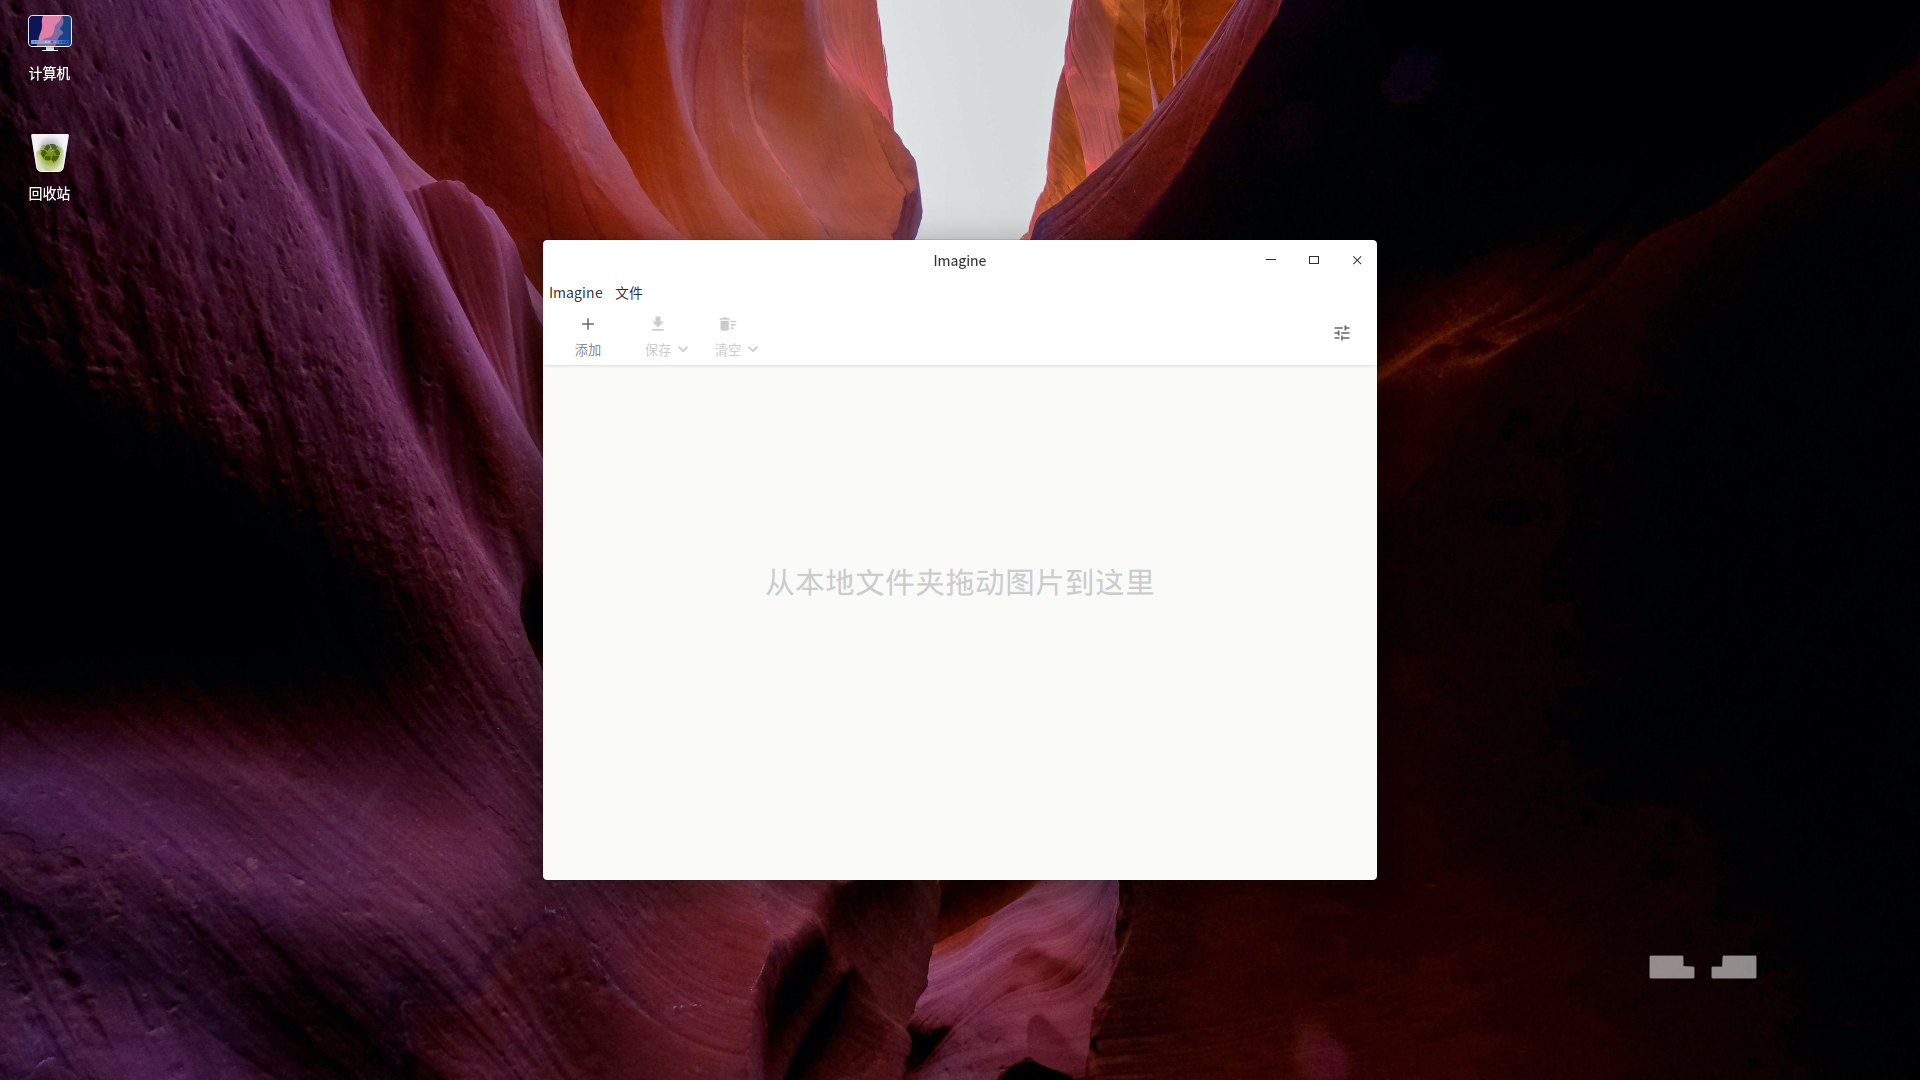 计算机
回收站
Imagine
Imagine 文件
添加 保存 清空
从本地文件夹拖动图片到这里